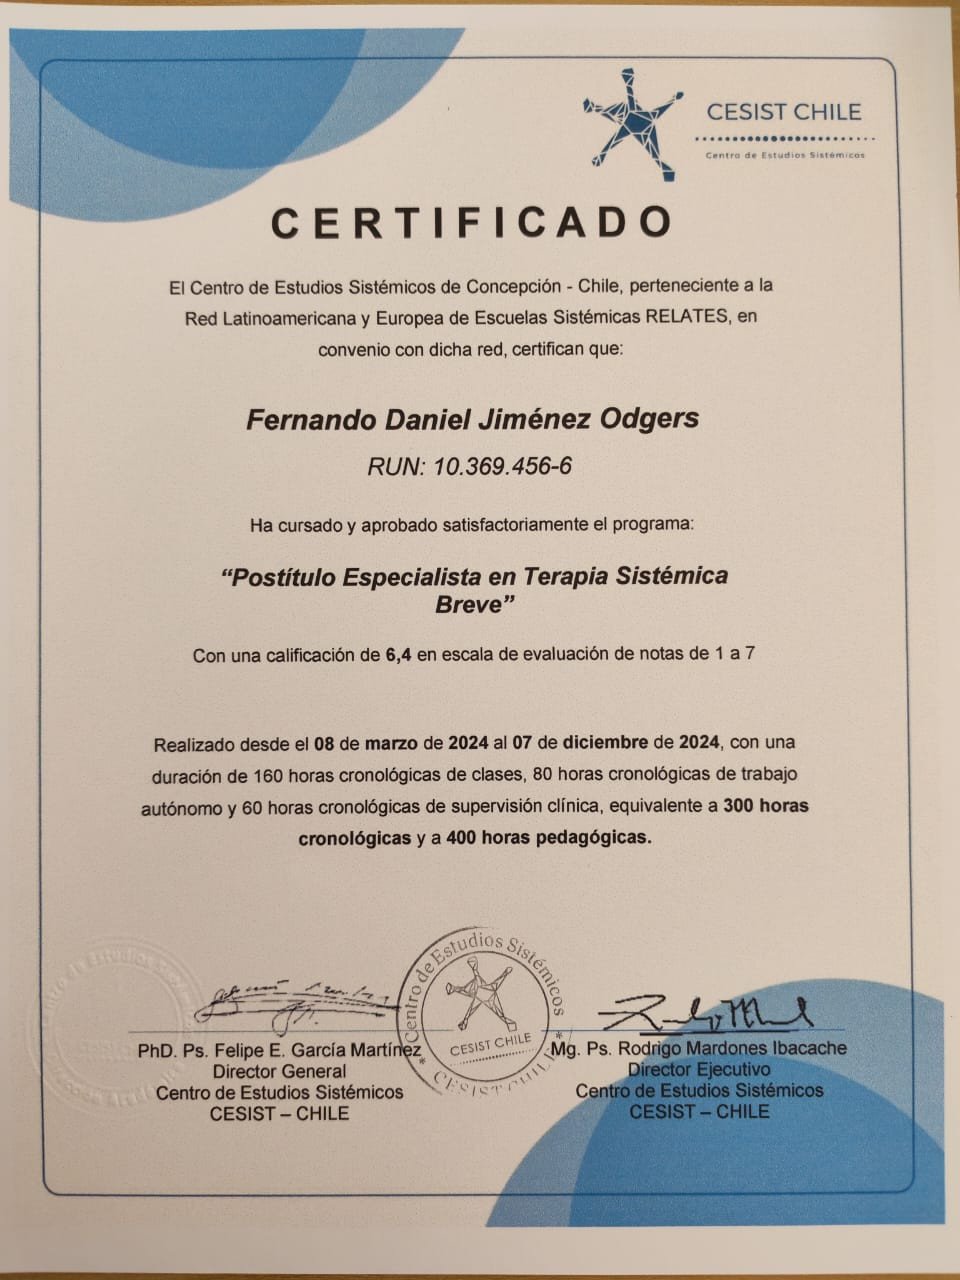 CESIST CHILE
Centro de Estudios Sistémicos
CERTIFICADO
El Centro de Estudios Sistémicos de Concepción - Chile, perteneciente a la
Red Latinoamericana y Europea de Escuelas Sistémicas RELATES, en
convenio con dicha red, certifican que:
Fernando Daniel Jiménez Odgers
RUN: 10.369.456-6
Ha cursado y aprobado satisfactoriamente el programa:
“Postítulo Especialista en Terapia Sistémica
Breve”
Con una calificación de 6,4 en escala de evaluación de notas de 1 a 7
Realizado desde el 08 de marzo de 2024 al 07 de diciembre de 2024, con una
duración de 160 horas cronológicas de clases, 80 horas cronológicas de trabajo
autónomo y 60 horas cronológicas de supervisión clínica, equivalente a 300 horas
cronológicas y a 400 horas pedagógicas.
Centro de Estudios Sistémicos
CESIST CHILE
* CESIST CHILE *
PhD. Ps. Felipe E. García Martínez
Director General
Centro de Estudios Sistémicos
CESIST – CHILE
Mg. Ps. Rodrigo Mardones Ibacache
Director Ejecutivo
Centro de Estudios Sistémicos
CESIST – CHILE